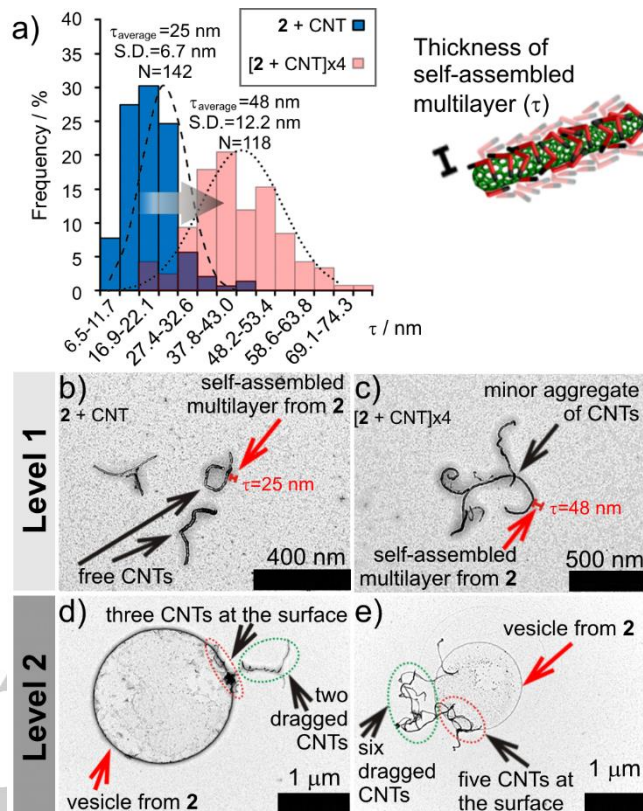 a)
2 + CNT
[2 + CNT]x4
τaverage=25 nm
S.D.=6.7 nm
N=142
τaverage=48 nm
S.D.=12.2 nm
N=118
Frequency / %
40
35
30
25
20
15
10
5
0
6.5-11.7
16.9-22.1
27.4-32.6
37.8-43.0
48.2-53.4
58.6-63.8
69.1-74.3
τ / nm
Thickness of
self-assembled
multilayer (τ)
Level 1
b)
2 + CNT
self-assembled
multilayer from 2
τ=25 nm
free CNTs
400 nm
c)
[2 + CNT]x4
minor aggregate
of CNTs
τ=48 nm
self-assembled
multilayer from 2
500 nm
Level 2
d)
three CNTs at the surface
two
dragged
CNTs
vesicle from 2
1 μm
e)
vesicle from 2
six
dragged
CNTs
five CNTs at
the surface
1 μm